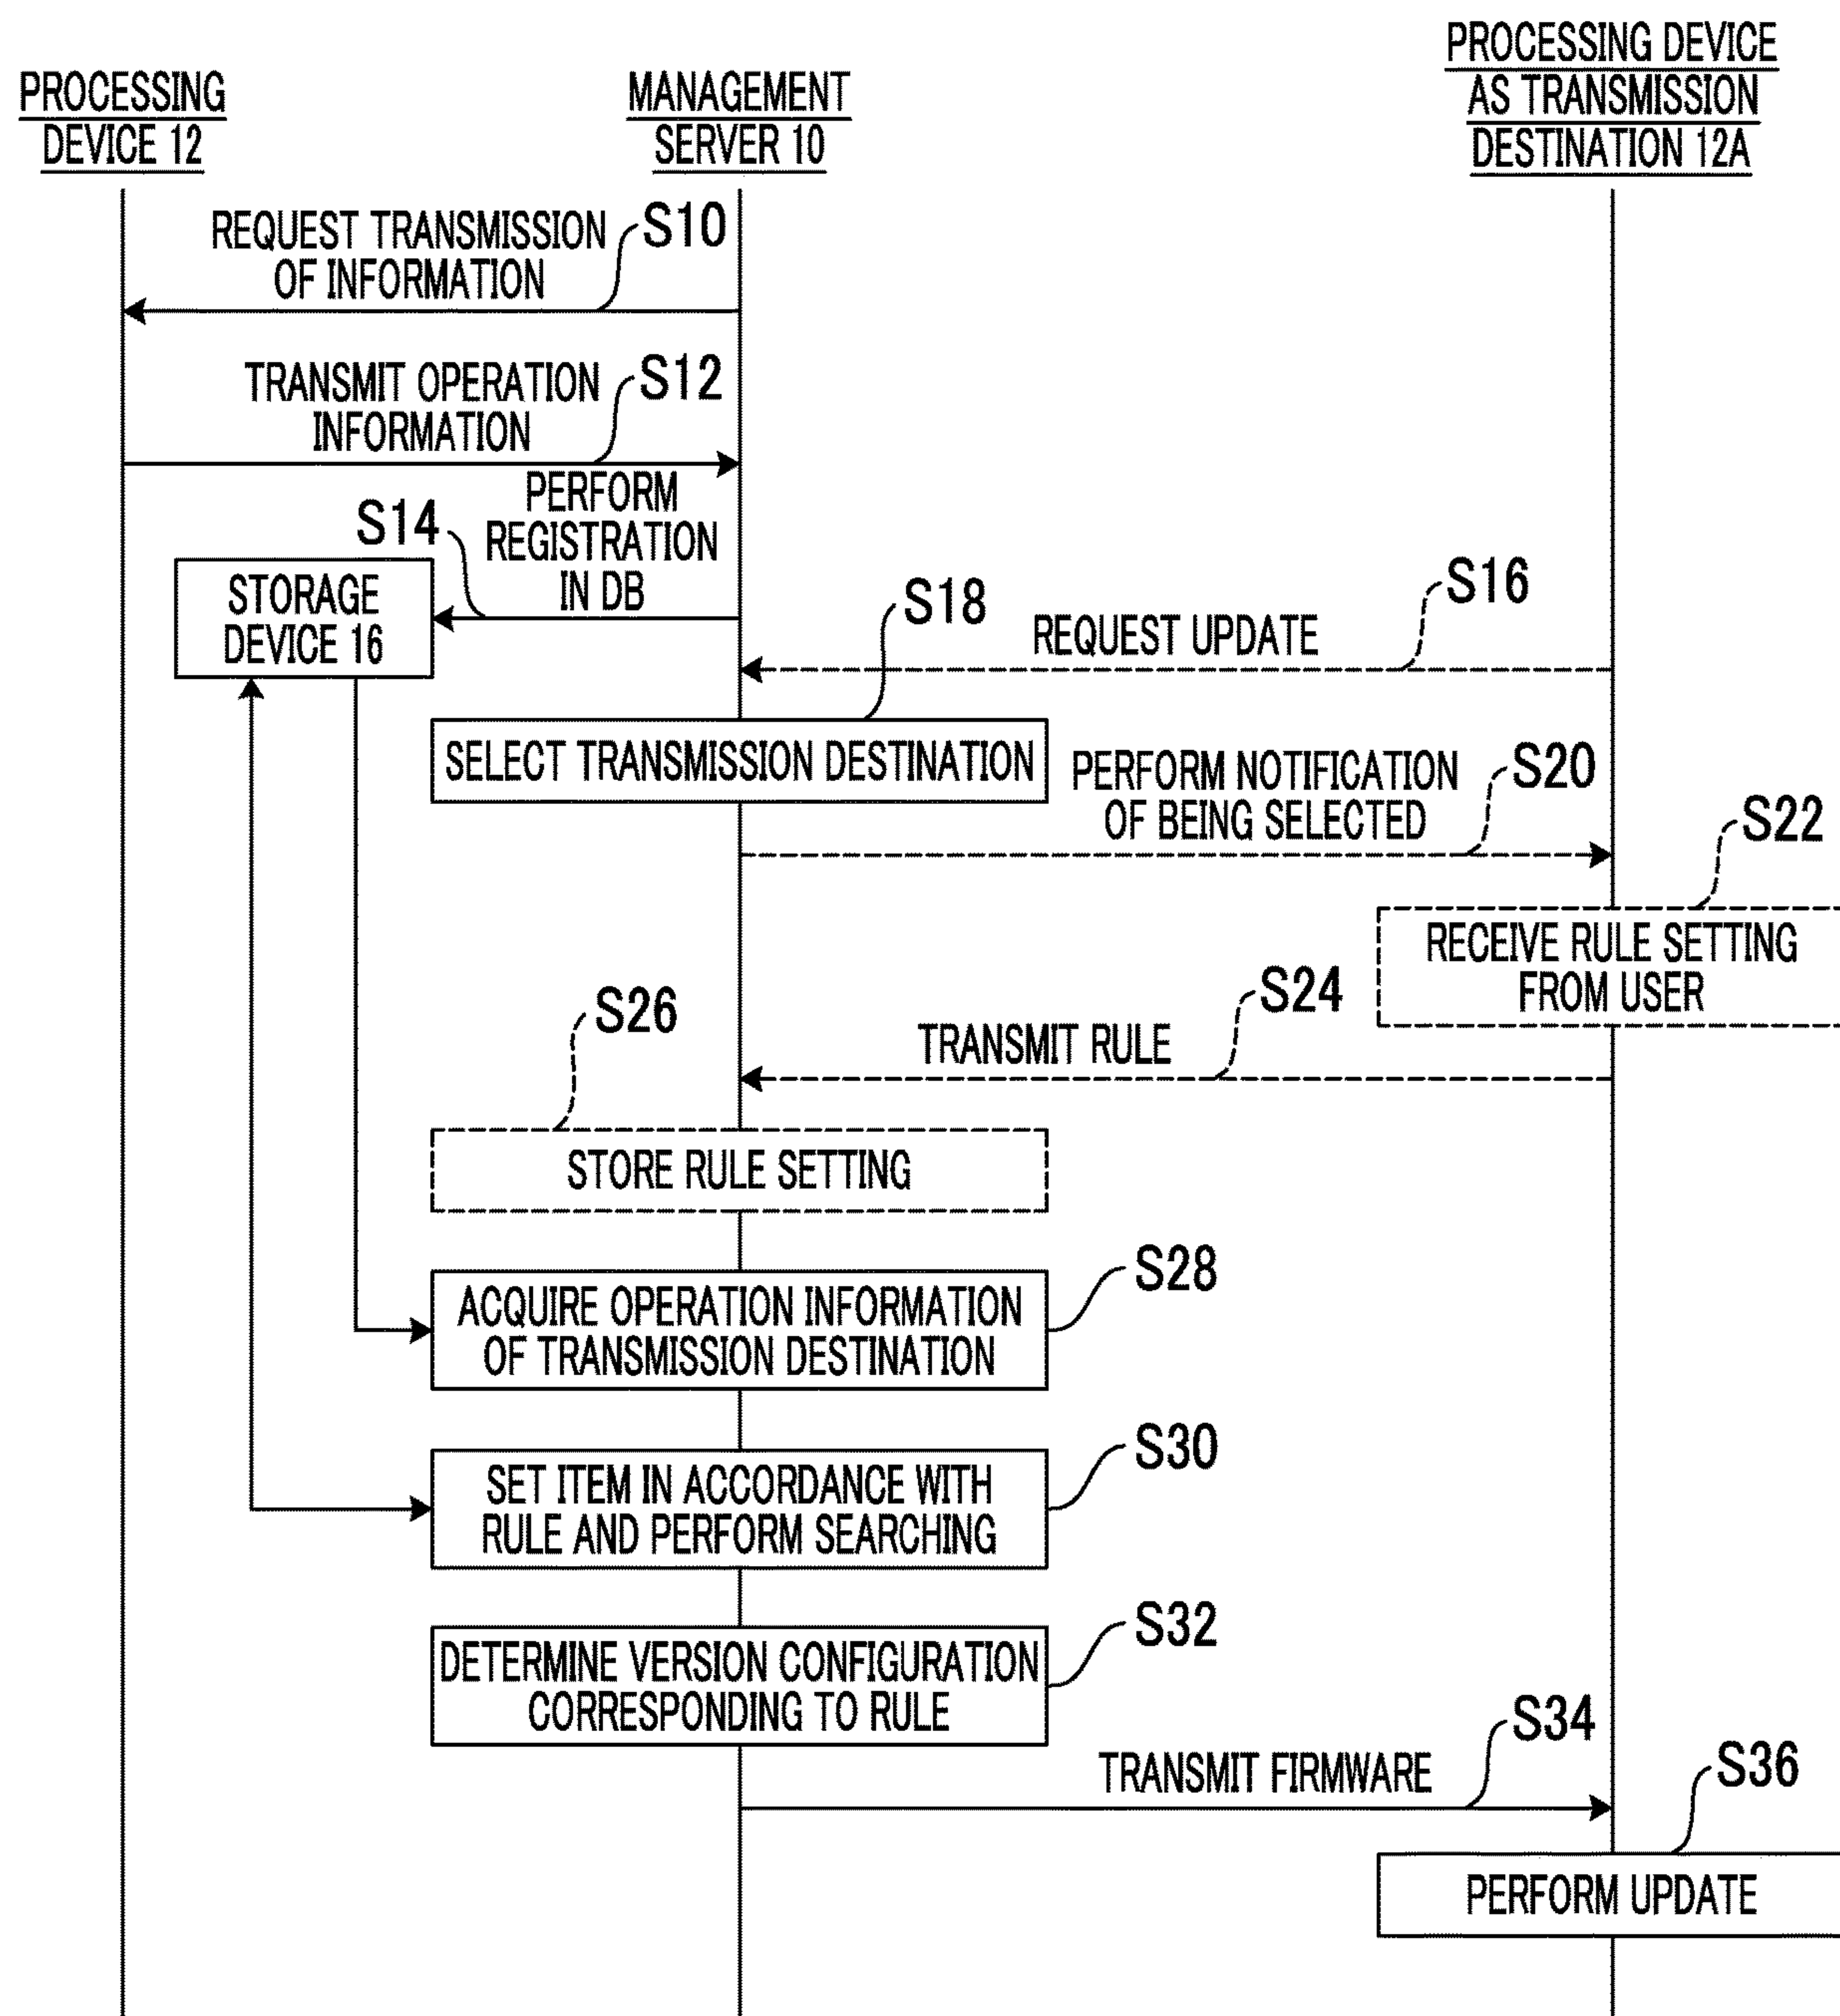 PROCESSING
DEVICE 12
MANAGEMENT
SERVER 10
PROCESSING DEVICE
AS TRANSMISSION
DESTINATION 12A
REQUEST TRANSMISSION
OF INFORMATION
S10
TRANSMIT OPERATION
INFORMATION
S12
S14
PERFORM
REGISTRATION
IN DB
STORAGE
DEVICE 16
S16
REQUEST UPDATE
S18
SELECT TRANSMISSION DESTINATION
PERFORM NOTIFICATION
OF BEING SELECTED
S20
S22
RECEIVE RULE SETTING
FROM USER
S24
TRANSMIT RULE
S26
STORE RULE SETTING
S28
ACQUIRE OPERATION INFORMATION
OF TRANSMISSION DESTINATION
S30
SET ITEM IN ACCORDANCE WITH
RULE AND PERFORM SEARCHING
S32
DETERMINE VERSION CONFIGURATION
CORRESPONDING TO RULE
S34
TRANSMIT FIRMWARE
S36
PERFORM UPDATE